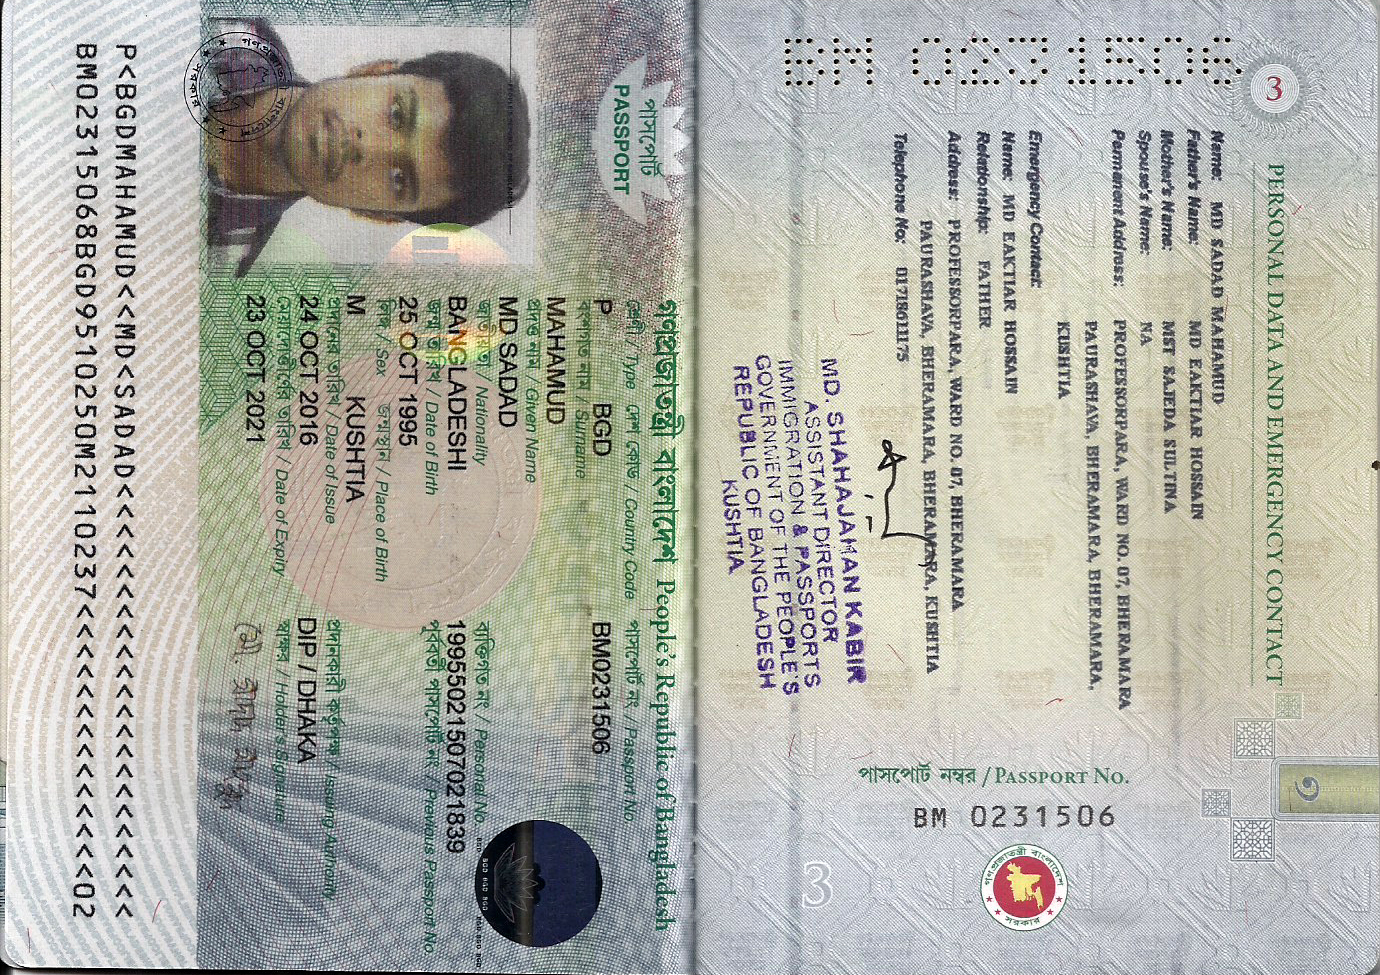 3
PERSONAL DATA AND EMERGENCY CONTACT
Name: MD SADAD MAHAMUD
Father's Name: MD EAKTIAR HOSSAIN
Mother's Name: MST SAJEDA SULTINA
Spouse's Name: NA
Permanent Address: PROFESSORPARA, WARD NO. 07, BHERAMARA
PAURASHAVA, BHERAMARA, BHERAMARA,
KUSHTIA
Emergency Contact:
Name: MD EAKTIAR HOSSAIN
Relationship: FATHER
Address: PROFESSORPARA, WARD NO. 07, BHERAMARA
PAURASHAVA, BHERAMARA, BHERAMARA, KUSHTIA
Telephone No: 01718611175
MD. SHAHAJAHAN KABIR
ASSISTANT DIRECTOR
IMMIGRATION & PASSPORTS
GOVERNMENT OF THE PEOPLE'S
REPUBLIC OF BANGLADESH
KUSHTIA
BM 0231506
পাসপোর্ট নম্বর / PASSPORT No.
BM 0231506
গণপ্রজাতন্ত্রী বাংলাদেশ
সরকার
3
গণপ্রজাতন্ত্রী বাংলাদেশ People's Republic of Bangladesh
পাসপোর্ট
PASSPORT
শ্রেণী / Type দেশ কোড / Country Code পাসপোর্ট নং / Passport No.
P BGD BM0231506
বংশগত নাম / Surname
MAHAMUD
প্রদত্ত নাম / Given Name
MD SADAD
জাতীয়তা / Nationality ব্যক্তিগত নং / Personal No.
BANGLADESHI 19955021507021839
জন্ম তারিখ / Date of Birth পূর্ববর্তী পাসপোর্ট নং / Previous Passport No.
25 OCT 1995
লিঙ্গ / Sex জন্মস্থান / Place of Birth
M KUSHTIA
প্রদানের তারিখ / Date of Issue প্রদানকারী কর্তৃপক্ষ / Issuing Authority
24 OCT 2016 DIP / DHAKA
মেয়াদোত্তীর্ণের তারিখ / Date of Expiry স্বাক্ষর / Holder's Signature
23 OCT 2021
P<BGDMAHAMUD<<MD<SADAD<<<<<<<<<<<<<<<<<<<<<<
BM02315068BGD9510250M2110237<<<<<<<<<<<<<<02